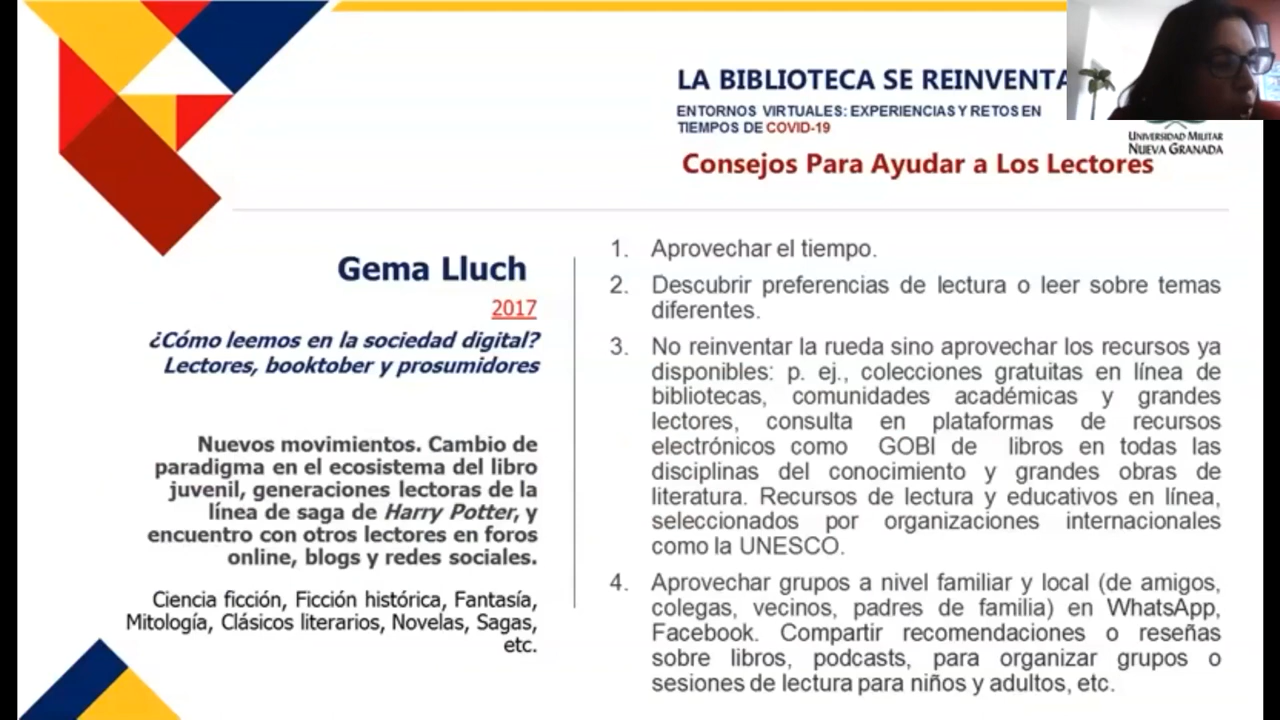 LA BIBLIOTECA SE REINVENTA
ENTORNOS VIRTUALES: EXPERIENCIAS Y RETOS EN
TIEMPOS DE COVID-19
UNIVERSIDAD MILITAR
NUEVA GRANADA
Consejos Para Ayudar a Los Lectores
Gema Lluch
2017
¿Cómo leemos en la sociedad digital?
Lectores, booktober y prosumidores
Nuevos movimientos. Cambio de
paradigma en el ecosistema del libro
juvenil, generaciones lectoras de la
línea de saga de Harry Potter, y
encuentro con otros lectores en foros
online, blogs y redes sociales.
Ciencia ficción, Ficción histórica, Fantasía,
Mitología, Clásicos literarios, Novelas, Sagas,
etc.
1. Aprovechar el tiempo.
2. Descubrir preferencias de lectura o leer sobre temas
diferentes.
3. No reinventar la rueda sino aprovechar los recursos ya
disponibles: p. ej., colecciones gratuitas en línea de
bibliotecas, comunidades académicas y grandes
lectores, consulta en plataformas de recursos
electrónicos como GOBI de libros en todas las
disciplinas del conocimiento y grandes obras de
literatura. Recursos de lectura y educativos en línea,
seleccionados por organizaciones internacionales
como la UNESCO.
4. Aprovechar grupos a nivel familiar y local (de amigos,
colegas, vecinos, padres de familia) en WhatsApp,
Facebook. Compartir recomendaciones o reseñas
sobre libros, podcasts, para organizar grupos o
sesiones de lectura para niños y adultos, etc.